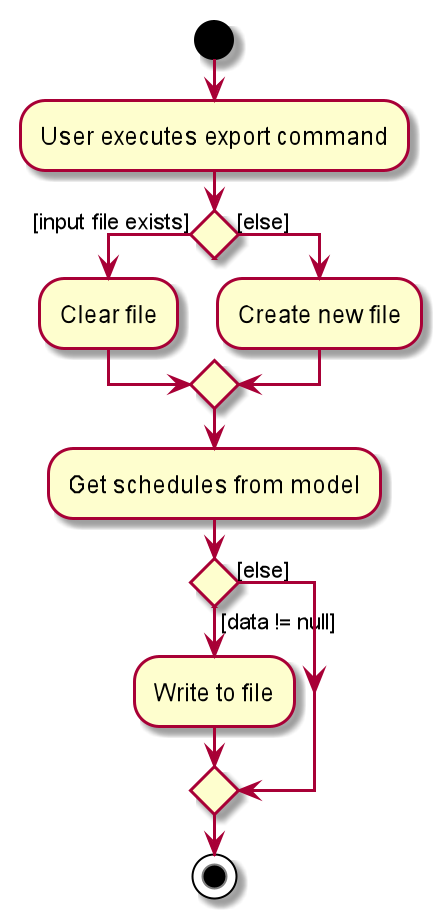 User executes export command
[input file exists]
[else]
Clear file
Create new file
Get schedules from model
[else]
[data != null]
Write to file